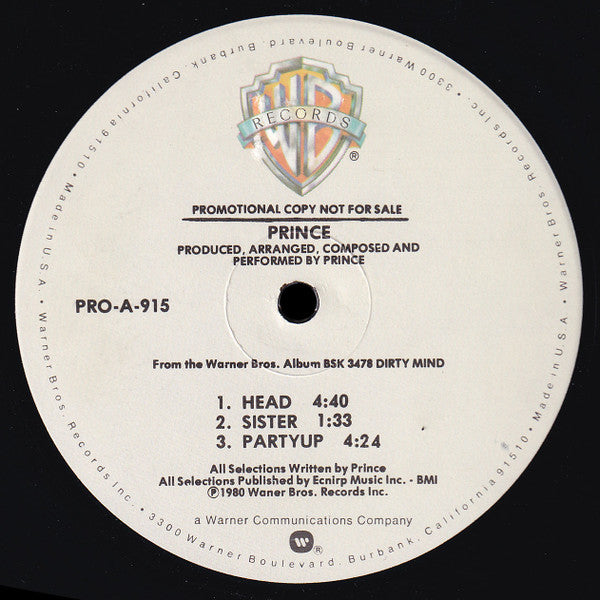 WB
RECORDS
®
PROMOTIONAL COPY NOT FOR SALE
PRINCE
PRODUCED, ARRANGED, COMPOSED AND
PERFORMED BY PRINCE
PRO-A-915
From the Warner Bros. Album BSK 3478 DIRTY MIND
1. HEAD 4:40
2. SISTER 1:33
3. PARTYUP 4:24
All Selections Written by Prince
All Selections Published by Ecnirp Music Inc. - BMI
℗1980 Waner Bros. Records Inc.
a Warner Communications Company
W®
Made in U.S.A. • Warner Bros. Records Inc. • 3300 Warner Boulevard, Burbank, California 91510 • Made in U.S.A. • Warner Bros. Records Inc. • 3300 Warner Boulevard, Burbank, California 91510 •